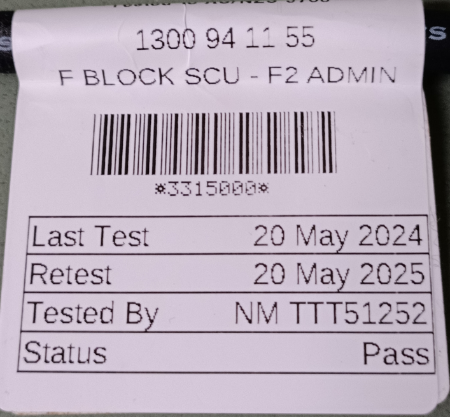 1300 94 11 55
F BLOCK SCU - F2 ADMIN
*3315000*
Last Test 20 May 2024
Retest 20 May 2025
Tested By NM TTT51252
Status Pass